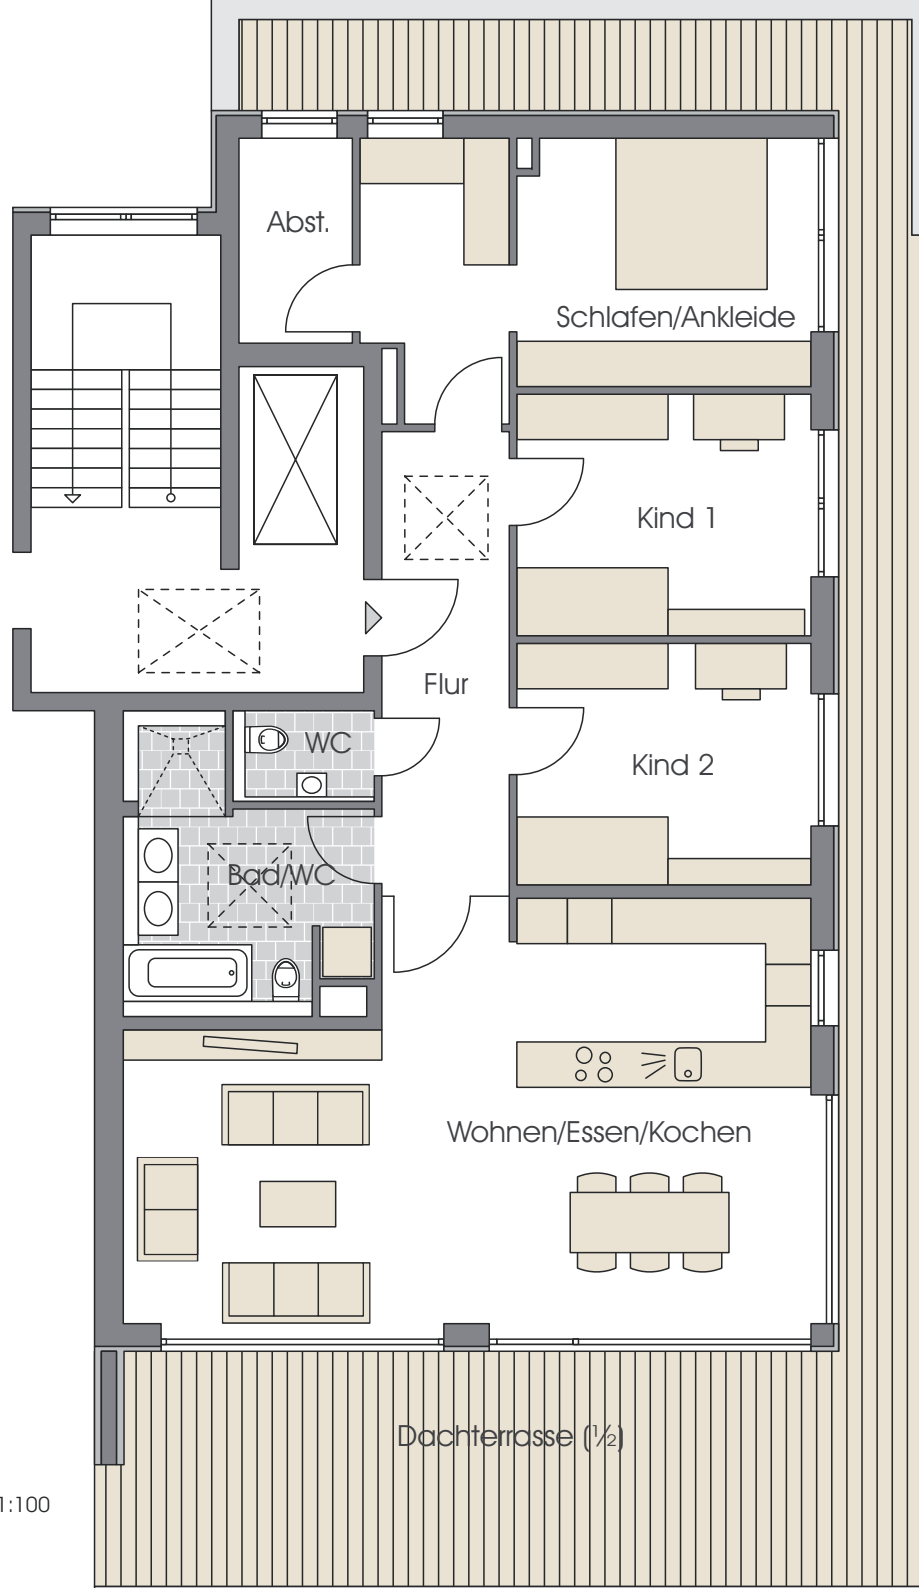 Abst.
Schlafen/Ankleide
Kind 1
Flur
WC
Kind 2
Bad/WC
Wohnen/Essen/Kochen
Dachterrasse (½)
1:100